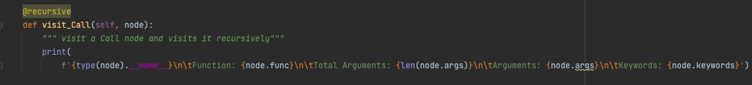 @recursive
def visit_Call(self, node):
""" visit a Call node and visits it recursively"""
print(
f'{type(node).__name__}\n\tFunction: {node.func}\n\tTotal Arguments: {len(node.args)}\n\tArguments: {node.args}\n\tKeywords: {node.keywords}')